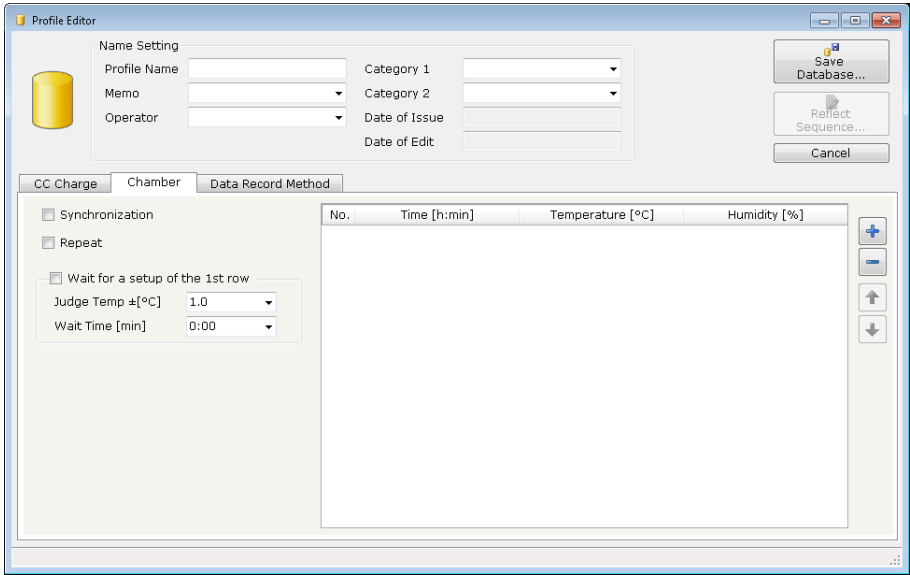 Profile Editor
Name Setting
Profile Name
Category 1
Memo
Category 2
Operator
Date of Issue
Date of Edit
Save
Database...
Reflect
Sequence...
Cancel
CC Charge
Chamber
Data Record Method
Synchronization
Repeat
Wait for a setup of the 1st row
Judge Temp ±[°C] 1.0
Wait Time [min] 0:00
No. Time [h:min] Temperature [°C] Humidity [%]